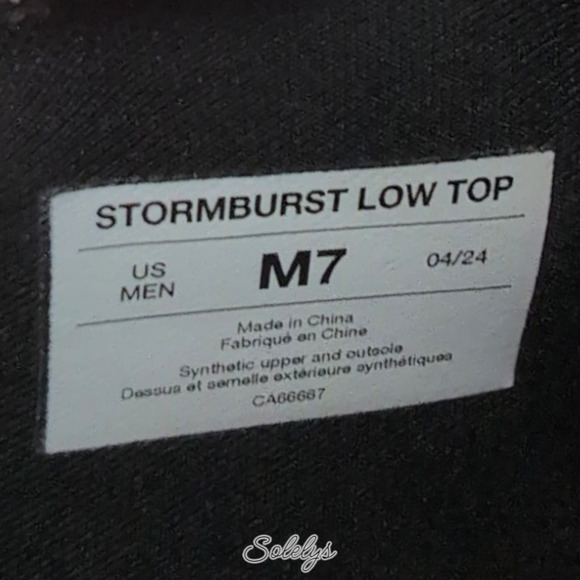 STORMBURST LOW TOP
US MEN M7 04/24
Made in China
Fabriqué en Chine
Synthetic upper and outsole
Dessus et semelle extérieure synthétiques
CA66667
Solelys